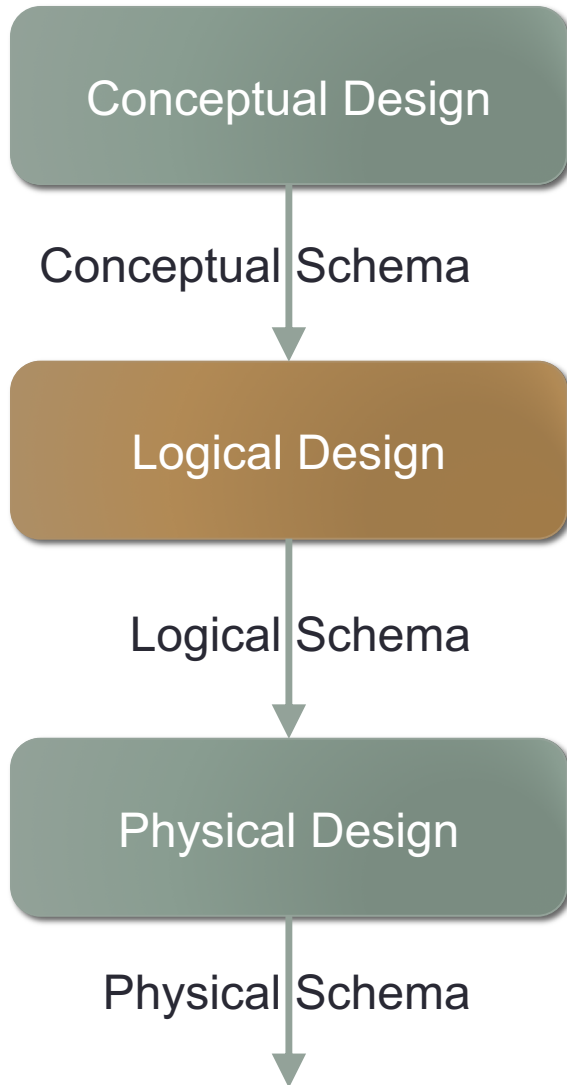 Conceptual Design
Conceptual Schema
Logical Design
Logical Schema
Physical Design
Physical Schema